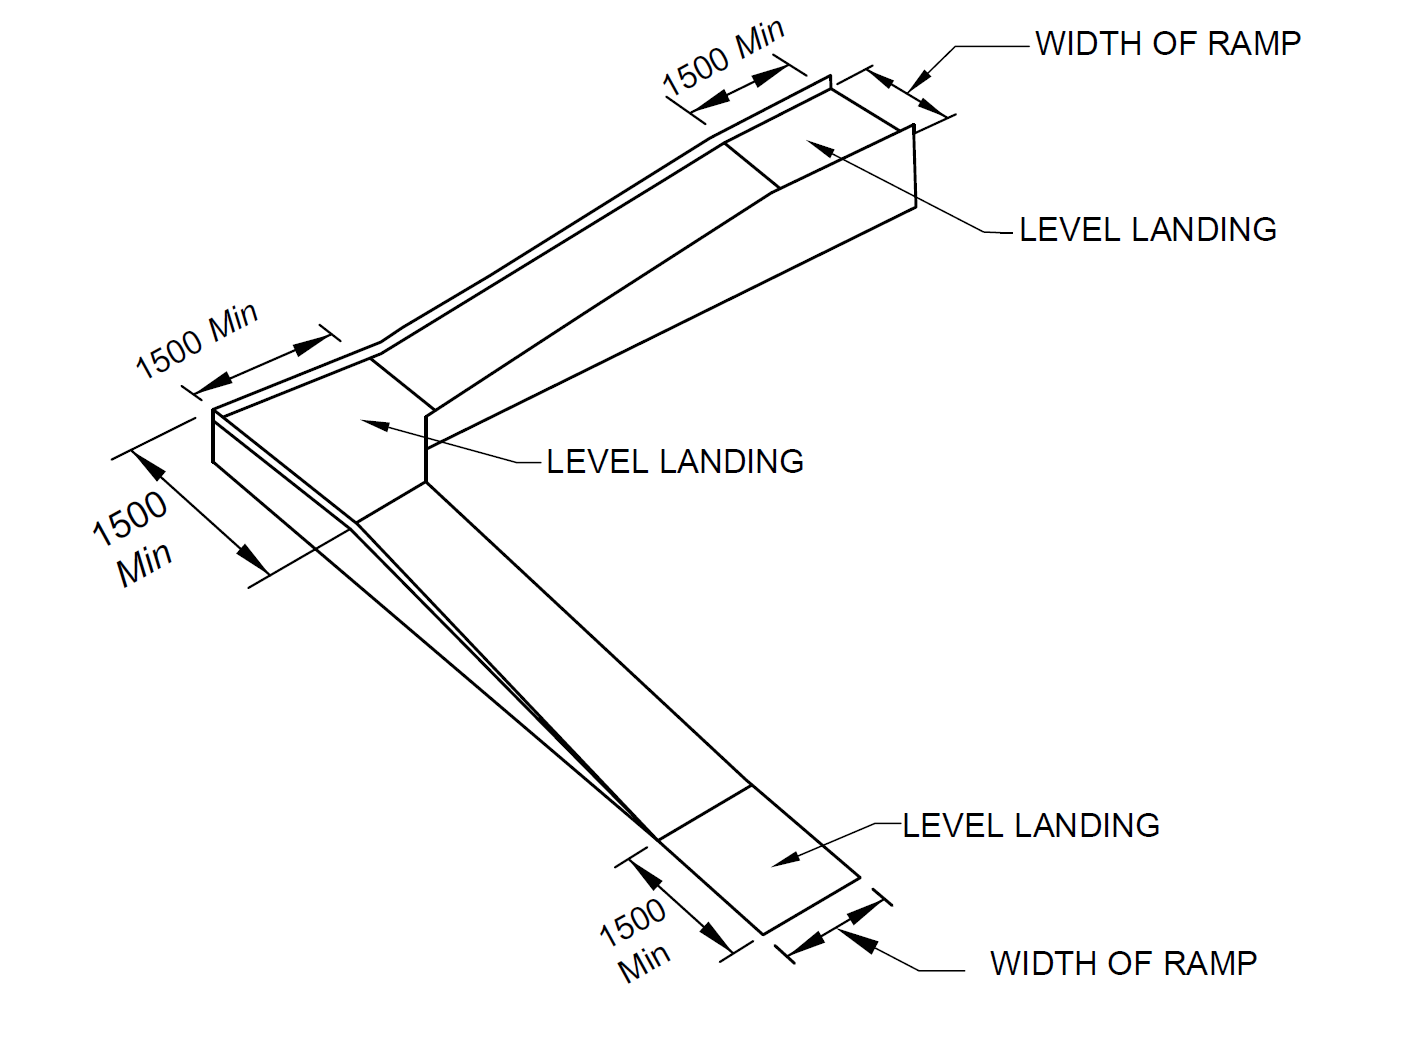 1500 Min
WIDTH OF RAMP
LEVEL LANDING
1500 Min
LEVEL LANDING
1500
Min
LEVEL LANDING
1500
Min
WIDTH OF RAMP